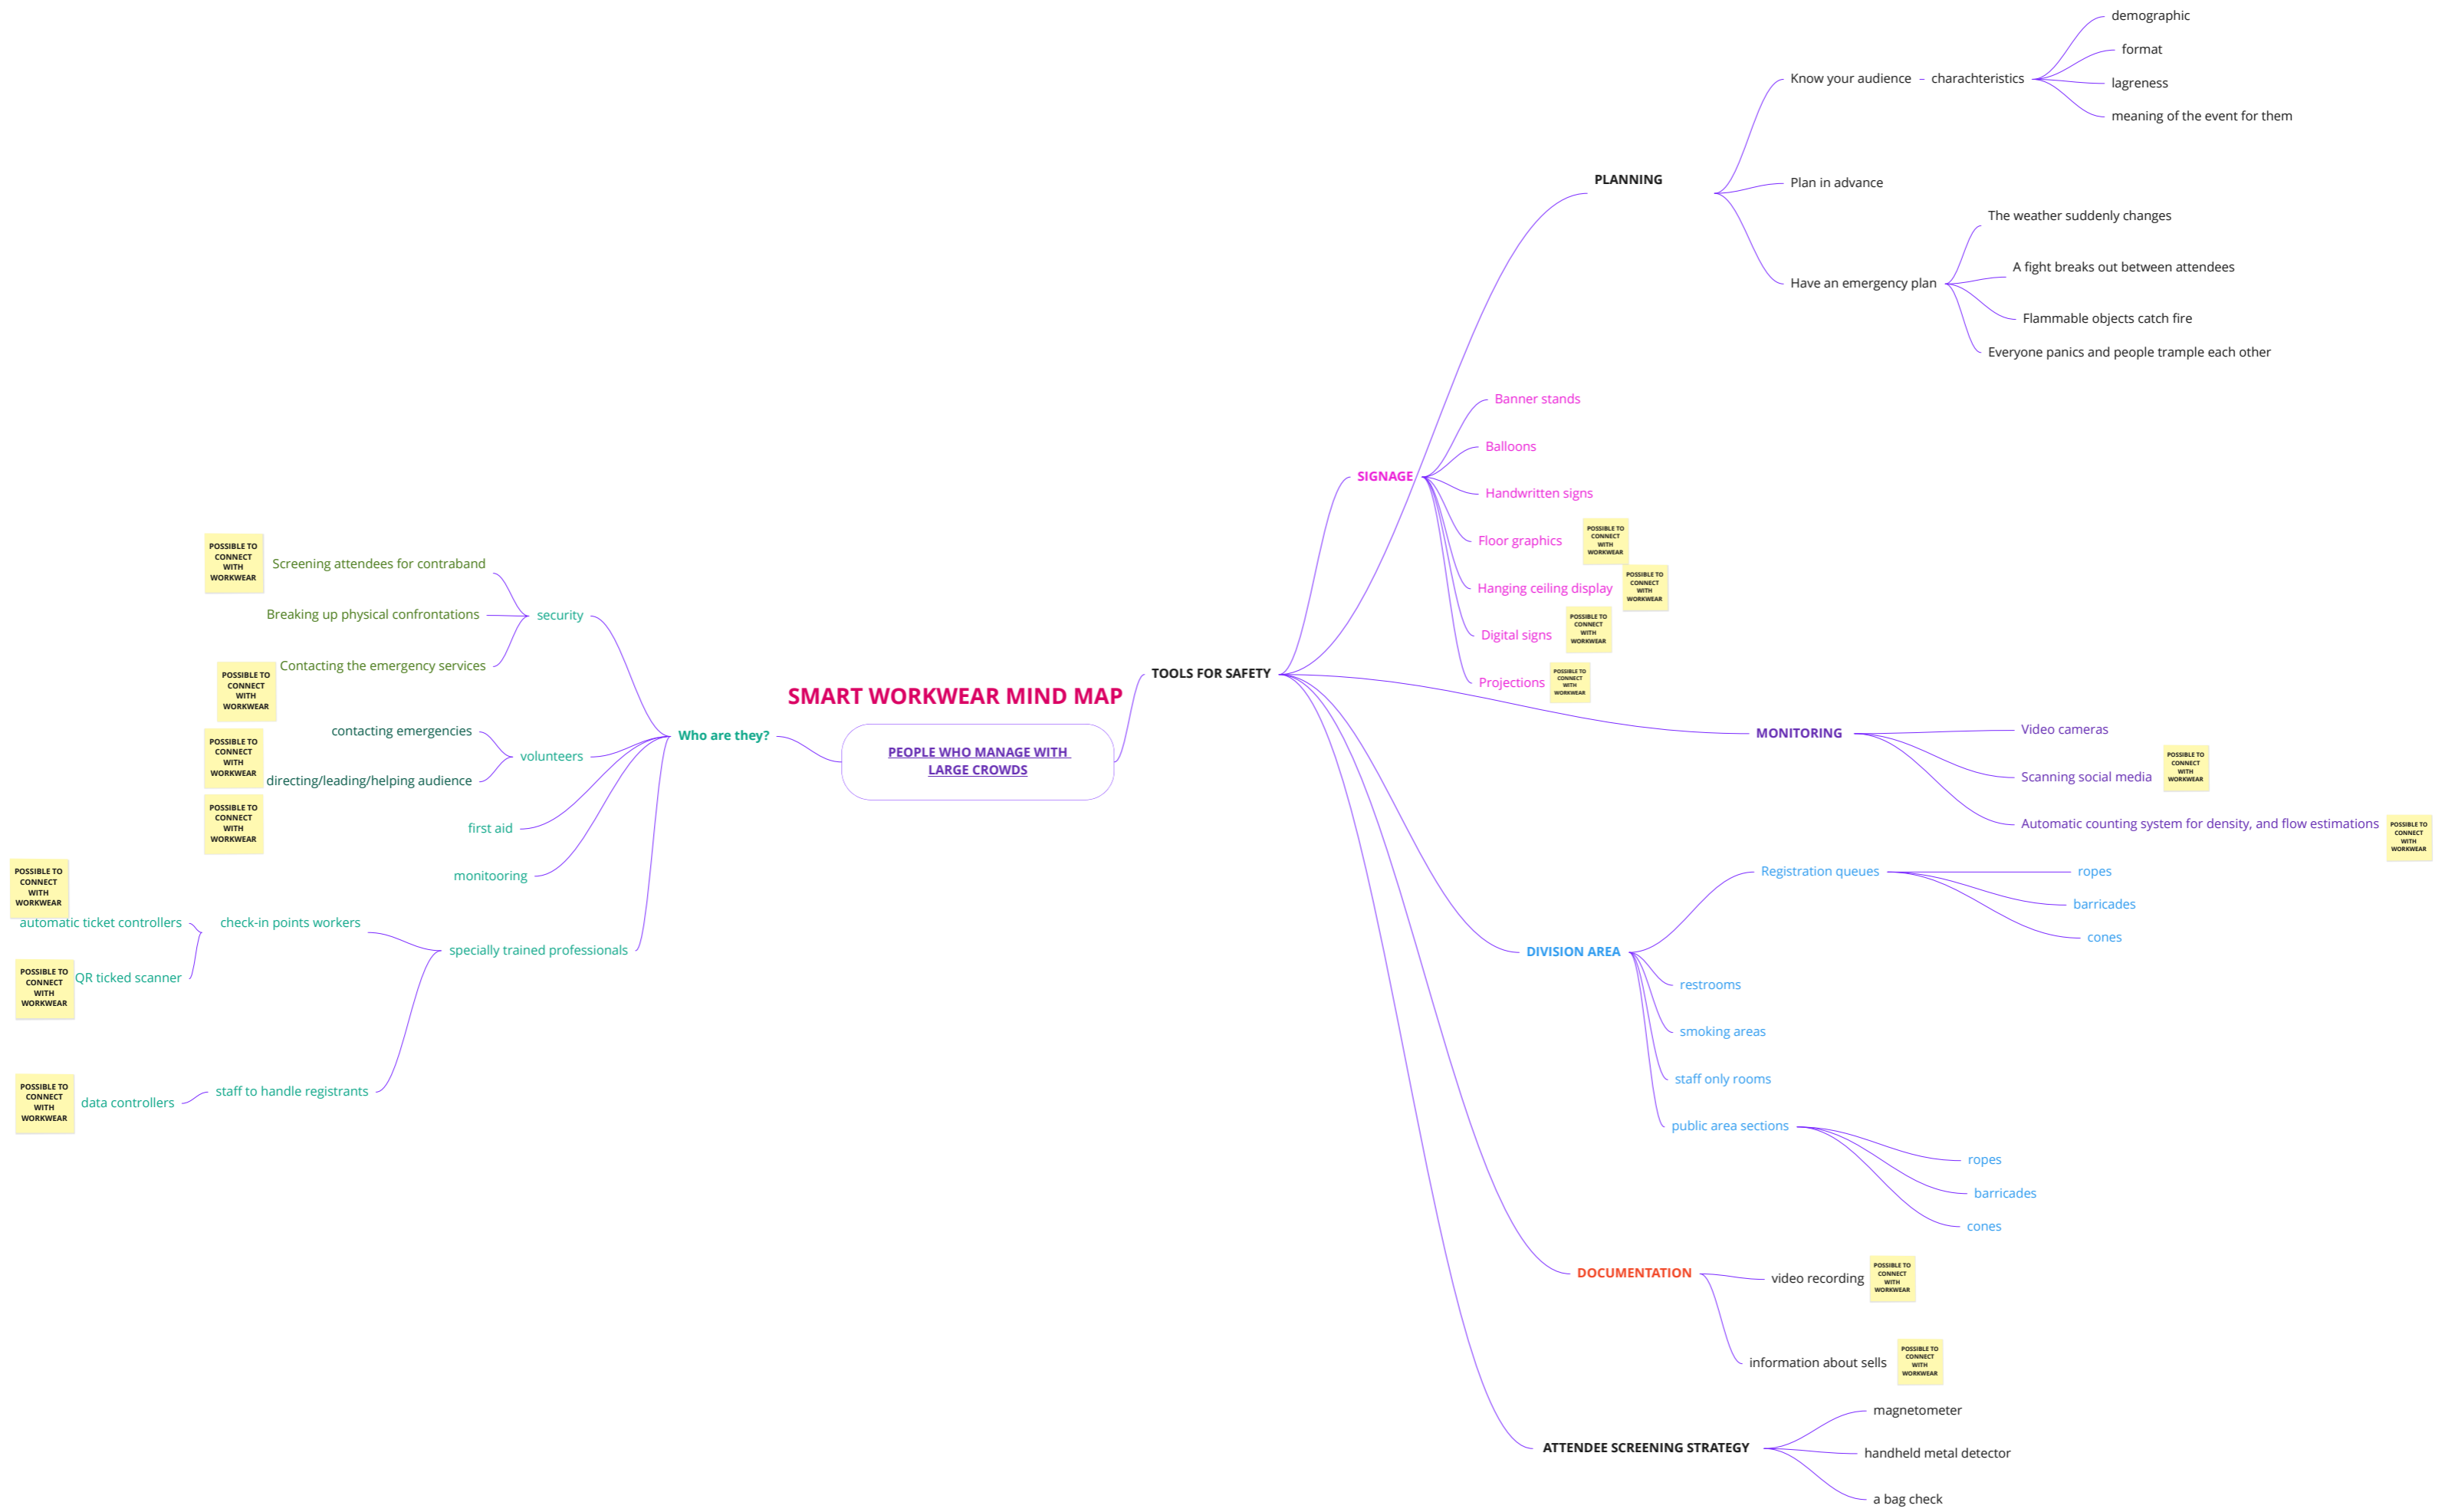 SMART WORKWEAR MIND MAP
PEOPLE WHO MANAGE WITH
LARGE CROWDS
Who are they?
security
POSSIBLE TO
CONNECT
WITH
WORKWEAR
Screening attendees for contraband
Breaking up physical confrontations
Contacting the emergency services
POSSIBLE TO
CONNECT
WITH
WORKWEAR
volunteers
contacting emergencies
POSSIBLE TO
CONNECT
WITH
WORKWEAR
directing/leading/helping audience
POSSIBLE TO
CONNECT
WITH
WORKWEAR
first aid
monitooring
specially trained professionals
check-in points workers
POSSIBLE TO
CONNECT
WITH
WORKWEAR
automatic ticket controllers
POSSIBLE TO
CONNECT
WITH
WORKWEAR
QR ticked scanner
staff to handle registrants
POSSIBLE TO
CONNECT
WITH
WORKWEAR
data controllers
TOOLS FOR SAFETY
PLANNING
Know your audience
charachteristics
demographic
format
lagreness
meaning of the event for them
Plan in advance
Have an emergency plan
The weather suddenly changes
A fight breaks out between attendees
Flammable objects catch fire
Everyone panics and people trample each other
SIGNAGE
Banner stands
Balloons
Handwritten signs
Floor graphics
POSSIBLE TO
CONNECT
WITH
WORKWEAR
Hanging ceiling display
POSSIBLE TO
CONNECT
WITH
WORKWEAR
Digital signs
POSSIBLE TO
CONNECT
WITH
WORKWEAR
Projections
POSSIBLE TO
CONNECT
WITH
WORKWEAR
MONITORING
Video cameras
Scanning social media
POSSIBLE TO
CONNECT
WITH
WORKWEAR
Automatic counting system for density, and flow estimations
POSSIBLE TO
CONNECT
WITH
WORKWEAR
DIVISION AREA
Registration queues
ropes
barricades
cones
restrooms
smoking areas
staff only rooms
public area sections
ropes
barricades
cones
DOCUMENTATION
video recording
POSSIBLE TO
CONNECT
WITH
WORKWEAR
information about sells
POSSIBLE TO
CONNECT
WITH
WORKWEAR
ATTENDEE SCREENING STRATEGY
magnetometer
handheld metal detector
a bag check